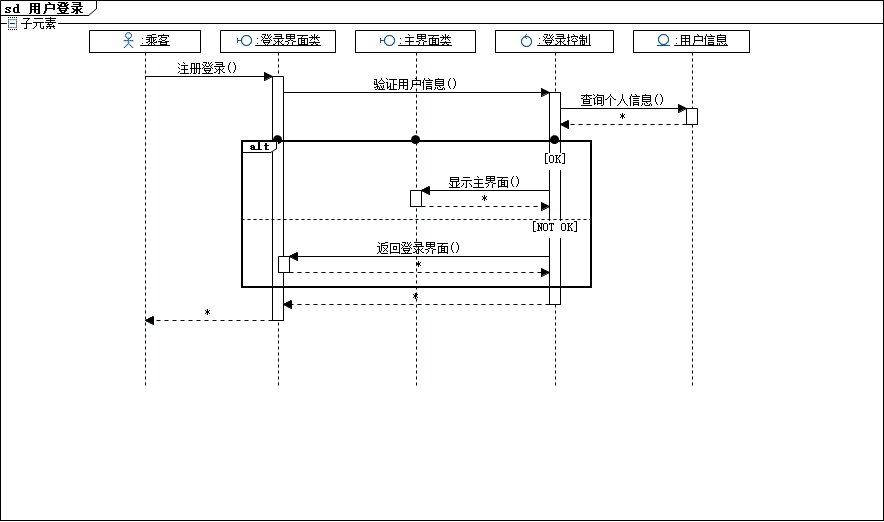 sd 用户登录
子元素
:乘客
:登录界面类
:主界面类
:登录控制
:用户信息
注册登录()
验证用户信息()
查询个人信息()
*
alt
[OK]
显示主界面()
*
[NOT OK]
返回登录界面()
*
*
*